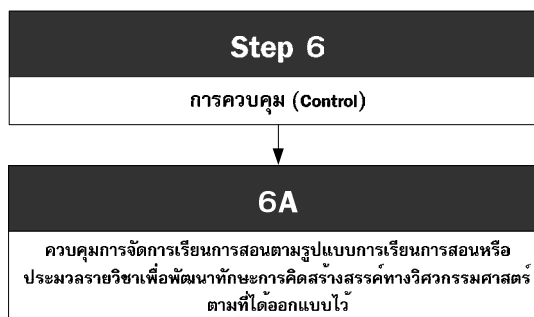 Step 6
การควบคุม (Control)
6A
ควบคุมการจัดการเรียนการสอนตามรูปแบบการเรียนการสอนหรือ
ประมวลรายวิชาเพื่อพัฒนาทักษะการคิดสร้างสรรค์ทางวิศวกรรมศาสตร์
ตามที่ได้ออกแบบไว้